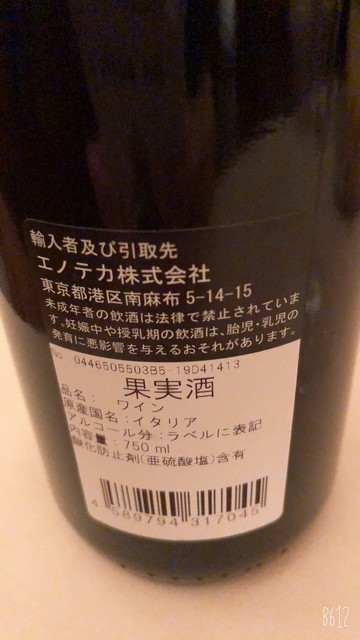 輸入者及び引取先
エノテカ株式会社
東京都港区南麻布 5-14-15
未成年者の飲酒は法律で禁止されていま
す。妊娠中や授乳期の飲酒は、胎児・乳児の
発育に悪影響を与えるおそれがあります。
No 0446505503B5-19D41413
果実酒
品名： ワイン
原産国名：イタリア
アルコール分：ラベルに表記
内容量：750 ml
酸化防止剤(亜硫酸塩)含有
4 589794 317045
B612